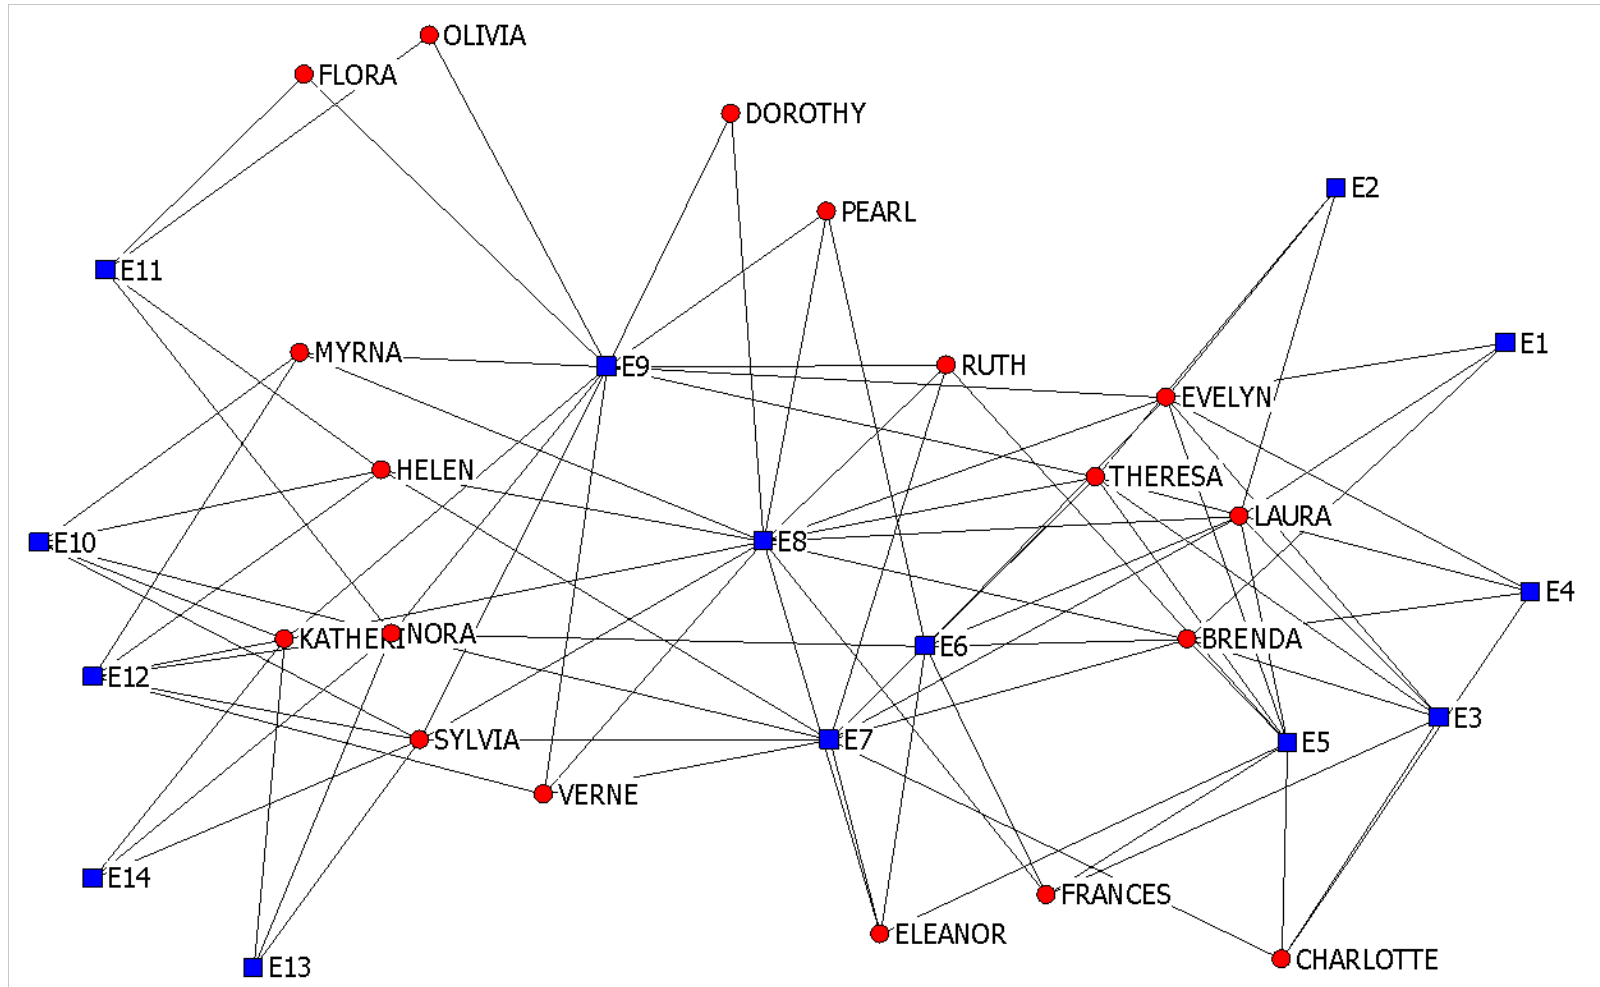 OLIVIA
FLORA
DOROTHY
E2
PEARL
E11
E1
MYRNA
E9
RUTH
EVELYN
HELEN
THERESA
LAURA
E10
E8
E4
KATHERI
NORA
E6
BRENDA
E12
E3
SYLVIA
E7
E5
VERNE
E14
FRANCES
ELEANOR
CHARLOTTE
E13